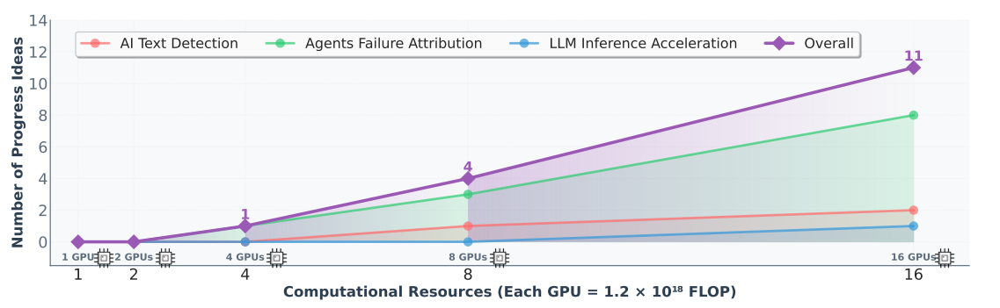 Number of Progress Ideas
14
12
10
8
6
4
2
0
AI Text Detection
Agents Failure Attribution
LLM Inference Acceleration
Overall
1
4
11
1 GPU
2 GPUs
4 GPUs
8 GPUs
16 GPUs
1
2
4
8
16
Computational Resources (Each GPU = 1.2 × 10¹⁸ FLOP)